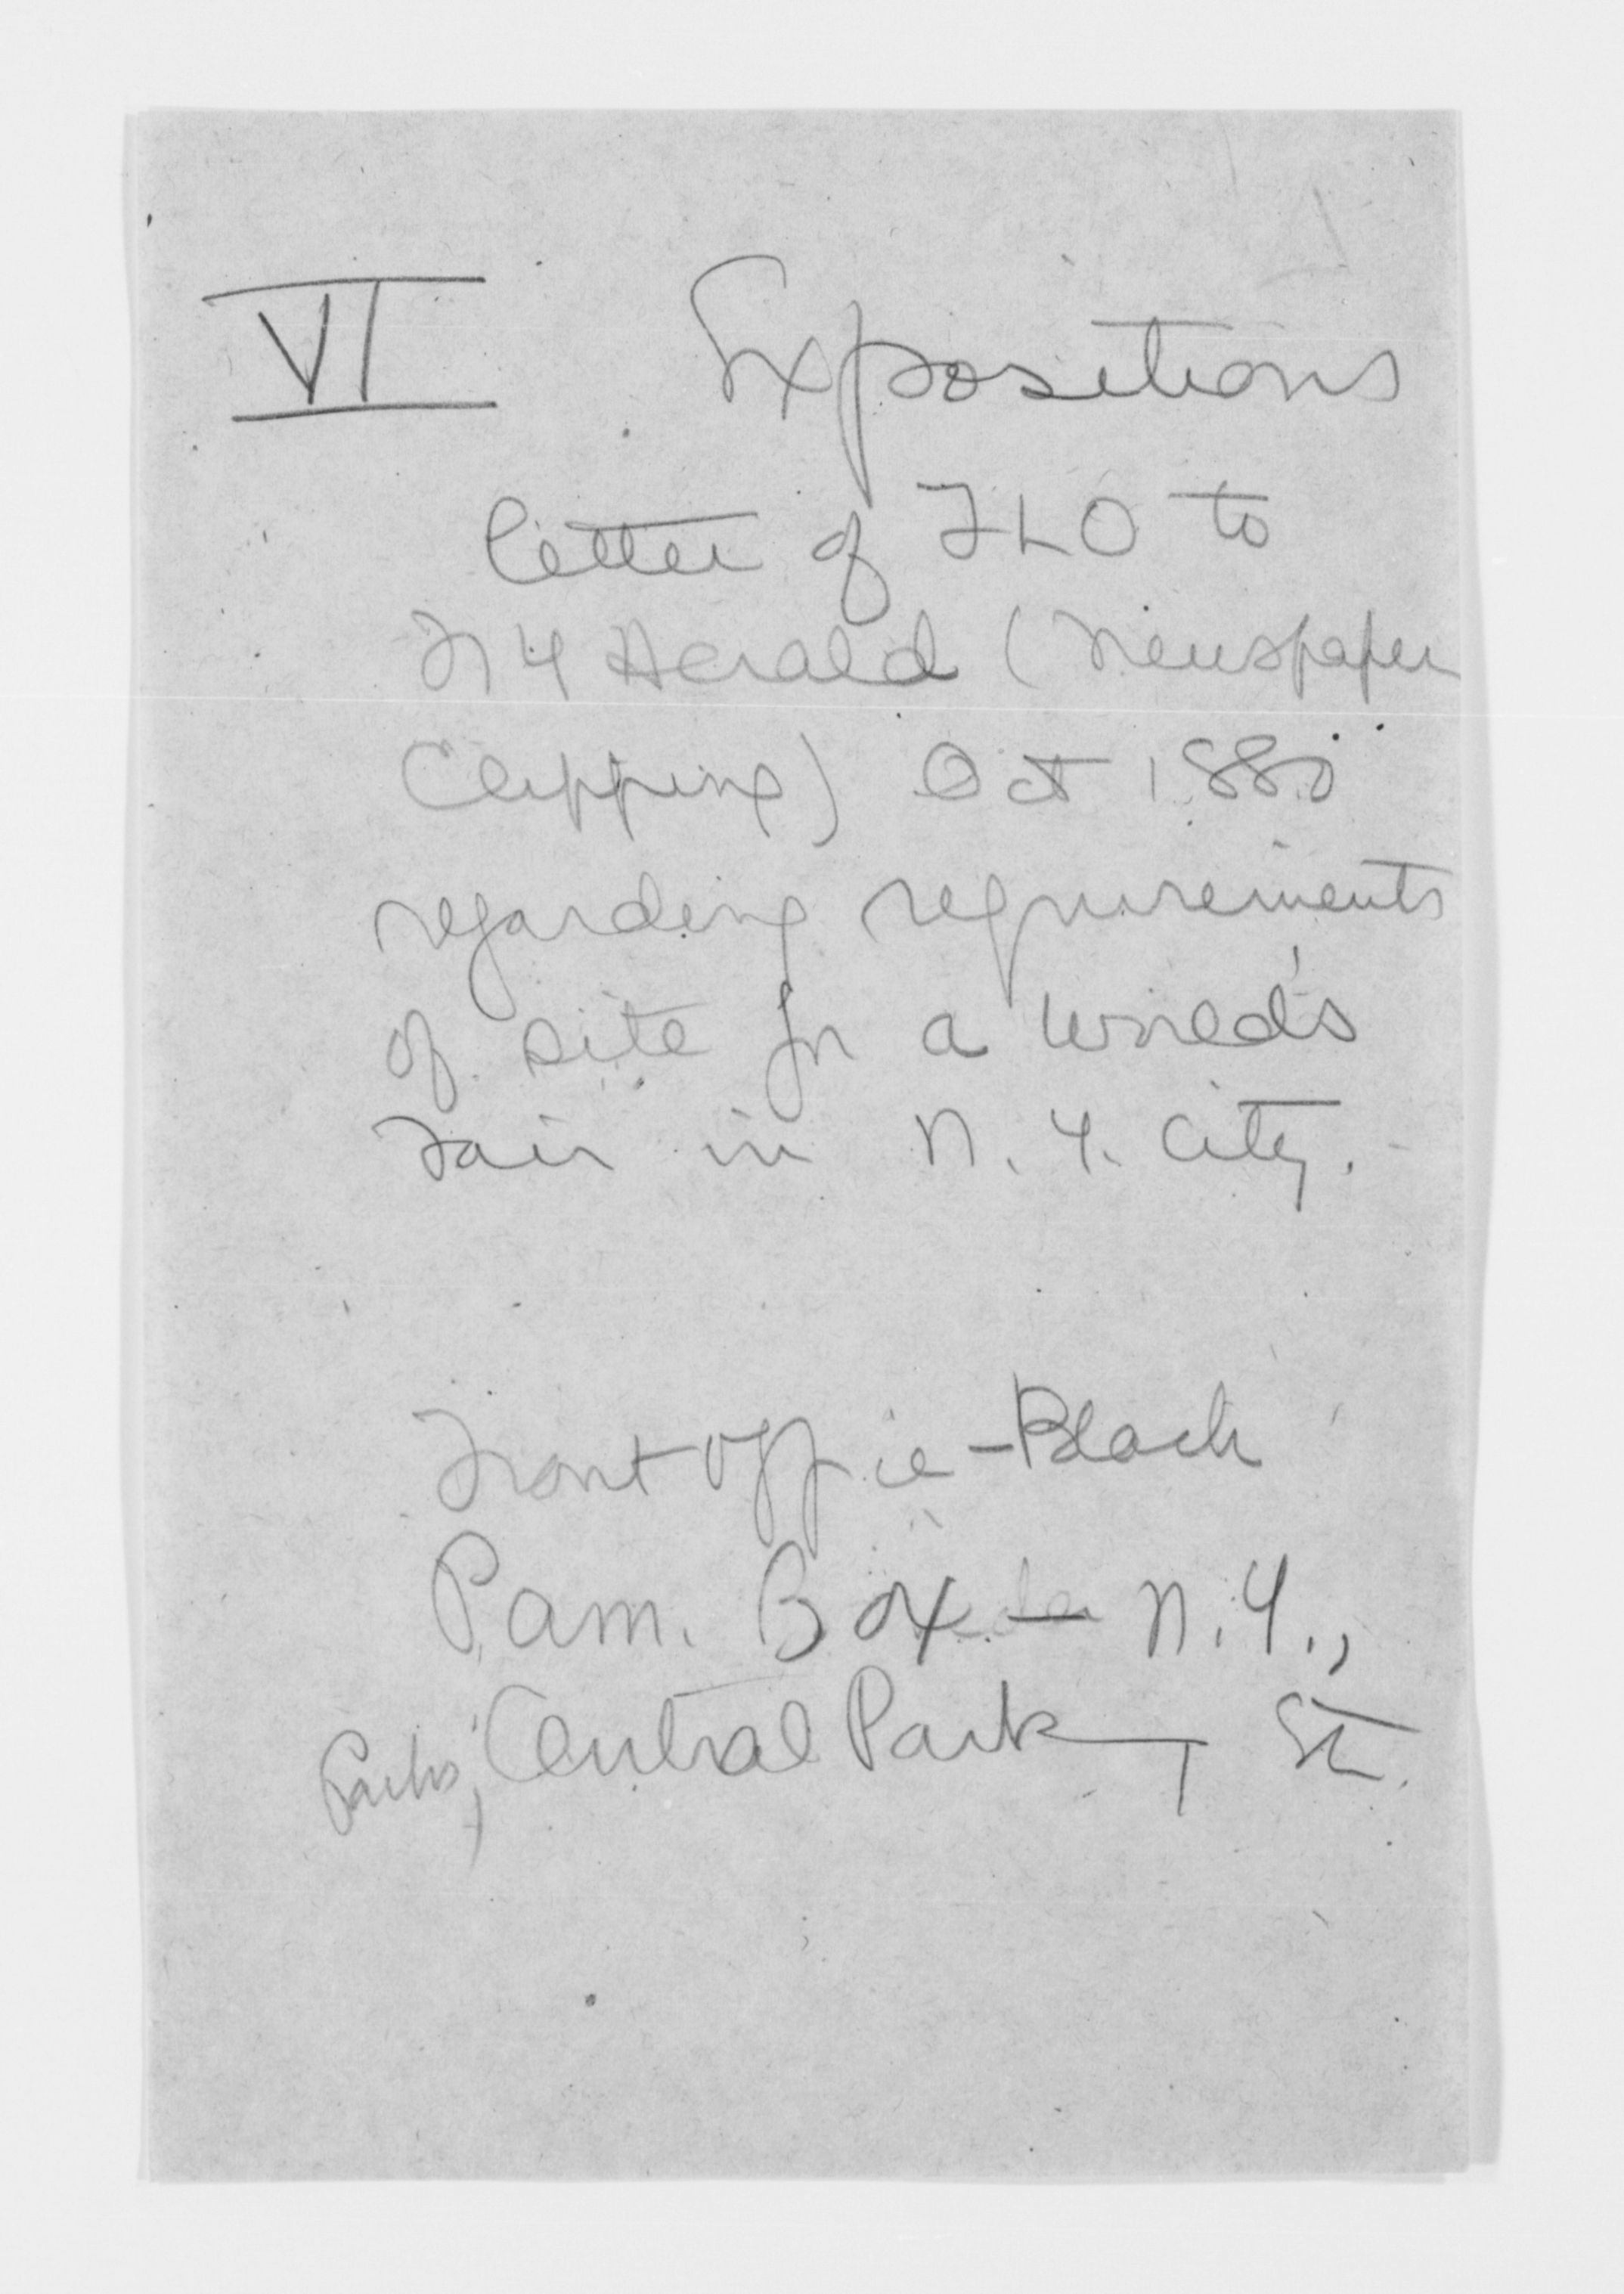 VI Expositions
letter of FLO to
N Y Herald (Newspaper
Clipping) Oct 1880
regarding requirements
of site for a World's
Fair in N. Y. City.
Front Office - Black
Pam. Box - N.Y.,
Parks, Central Park, St.